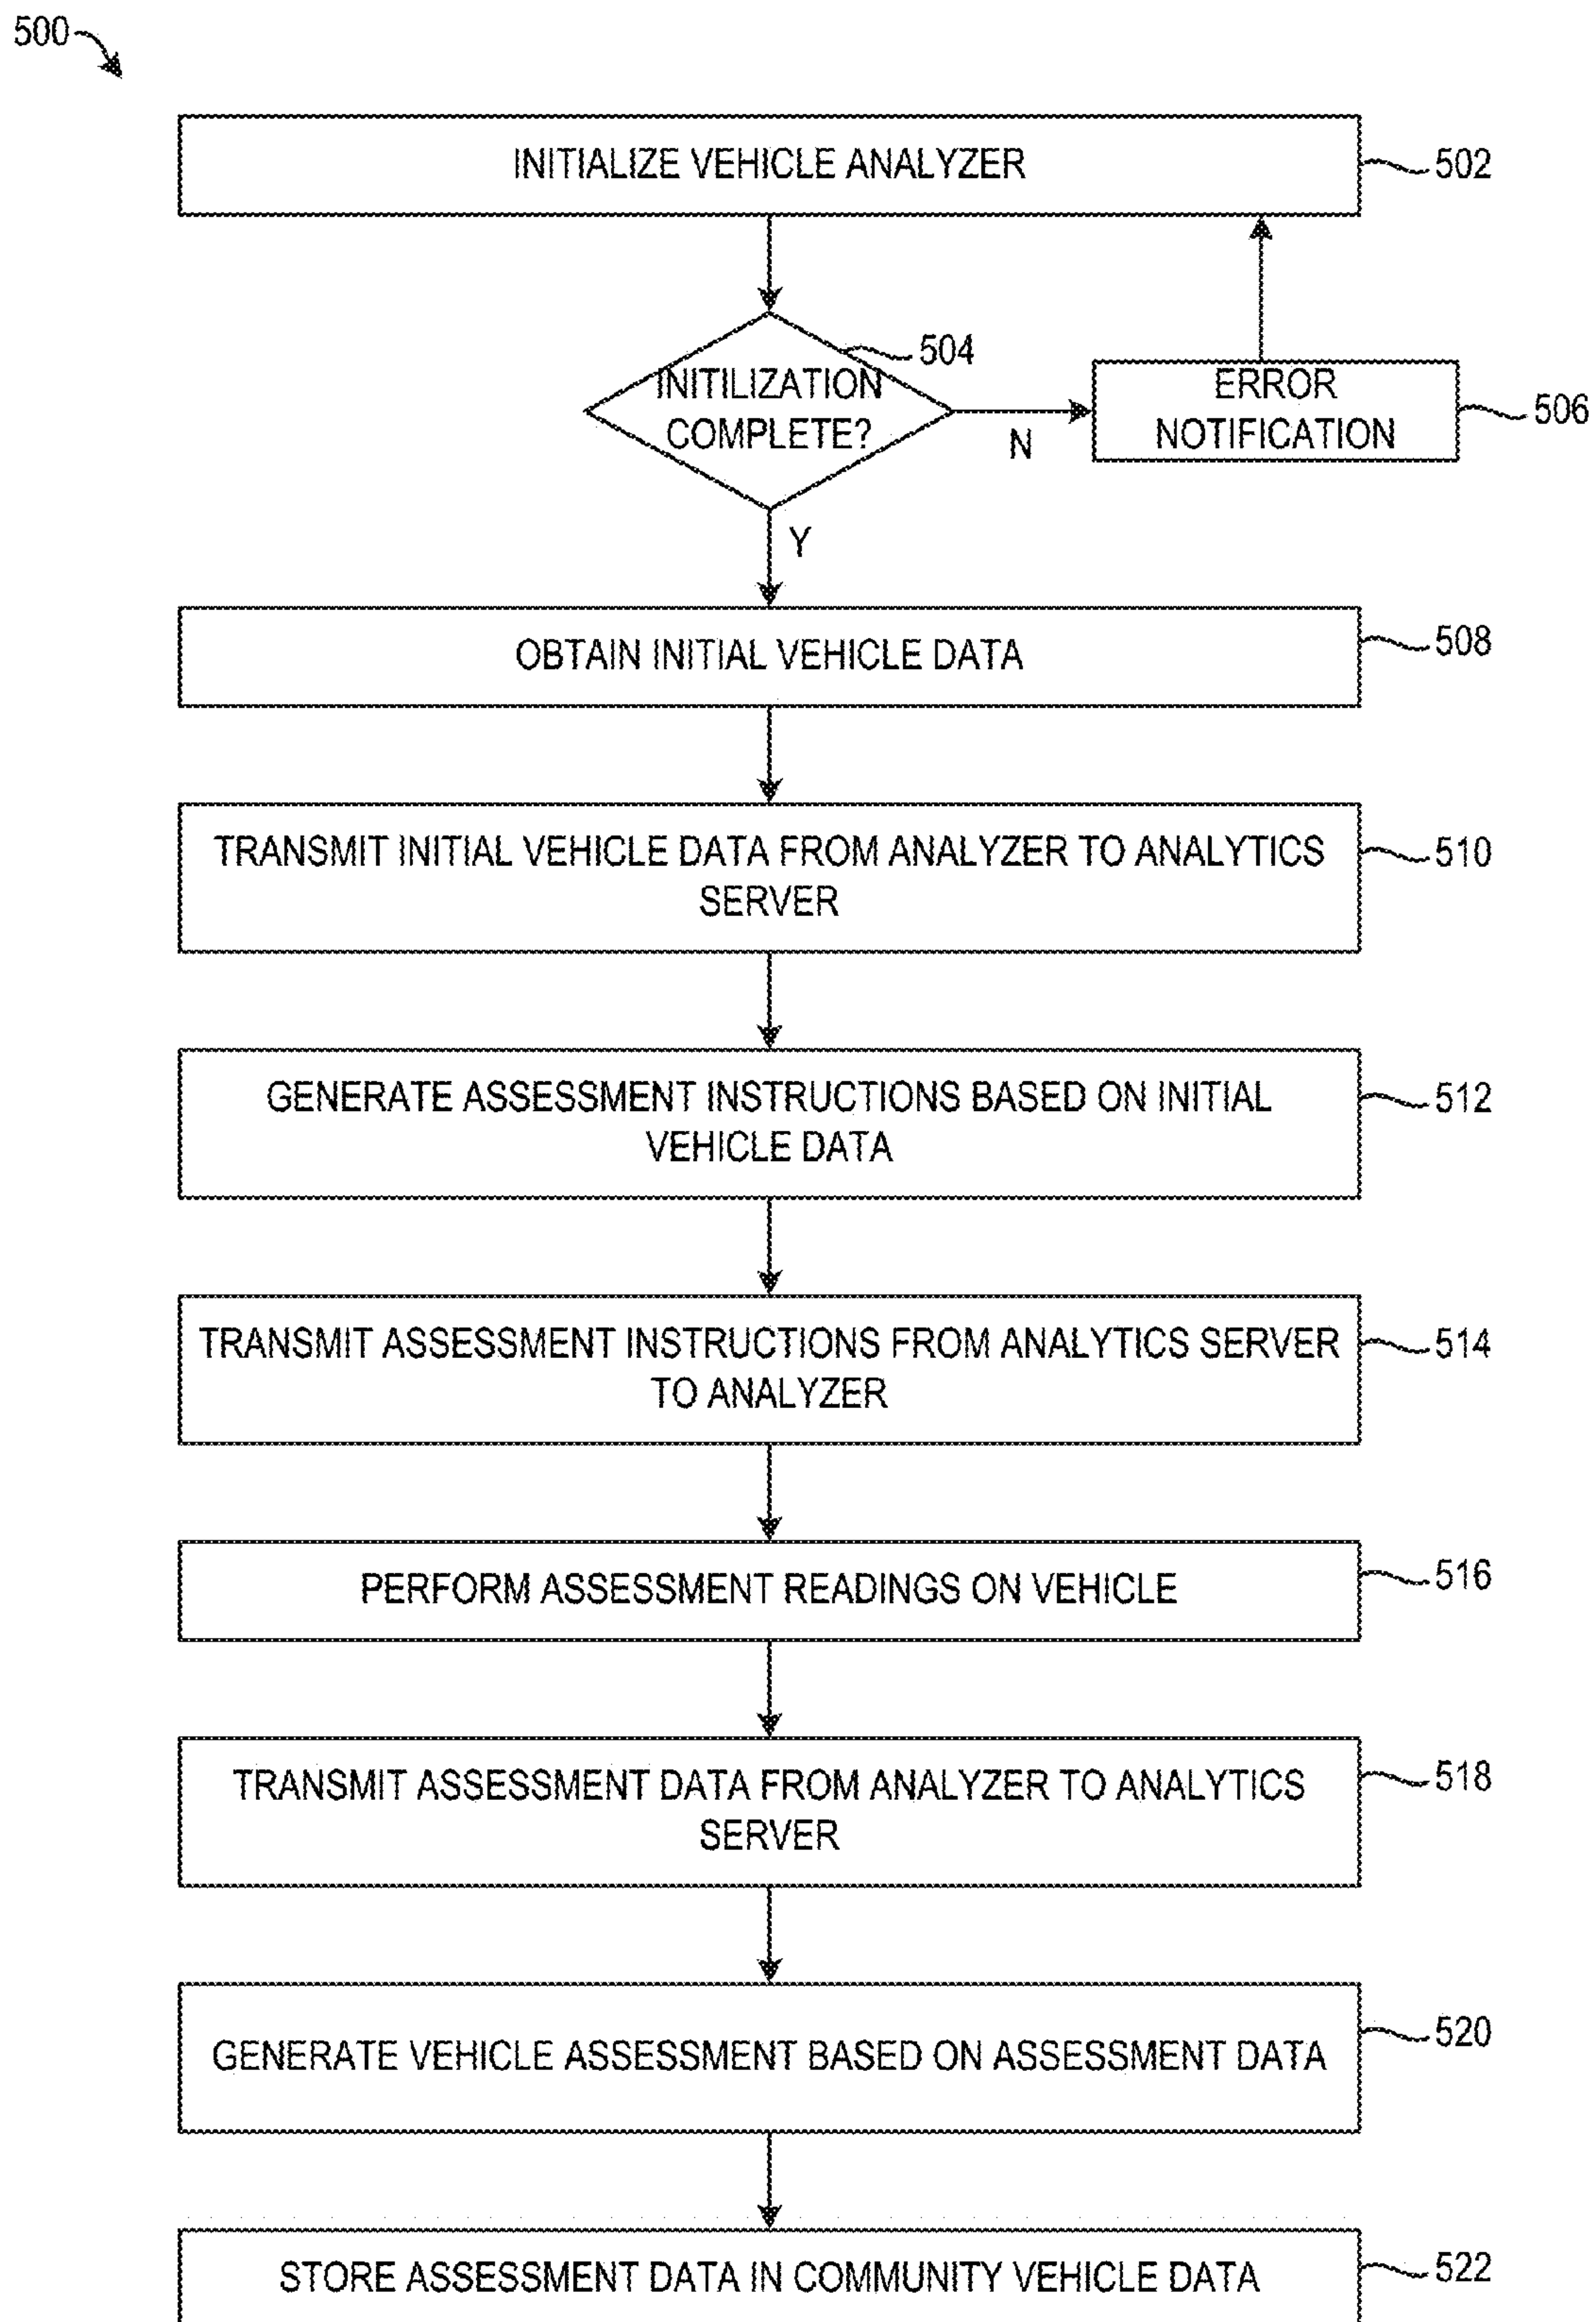 500
INITIALIZE VEHICLE ANALYZER
502
504
INITILIZATION
COMPLETE?
N
ERROR
NOTIFICATION
506
Y
OBTAIN INITIAL VEHICLE DATA
508
TRANSMIT INITIAL VEHICLE DATA FROM ANALYZER TO ANALYTICS
SERVER
510
GENERATE ASSESSMENT INSTRUCTIONS BASED ON INITIAL
VEHICLE DATA
512
TRANSMIT ASSESSMENT INSTRUCTIONS FROM ANALYTICS SERVER
TO ANALYZER
514
PERFORM ASSESSMENT READINGS ON VEHICLE
516
TRANSMIT ASSESSMENT DATA FROM ANALYZER TO ANALYTICS
SERVER
518
GENERATE VEHICLE ASSESSMENT BASED ON ASSESSMENT DATA
520
STORE ASSESSMENT DATA IN COMMUNITY VEHICLE DATA
522